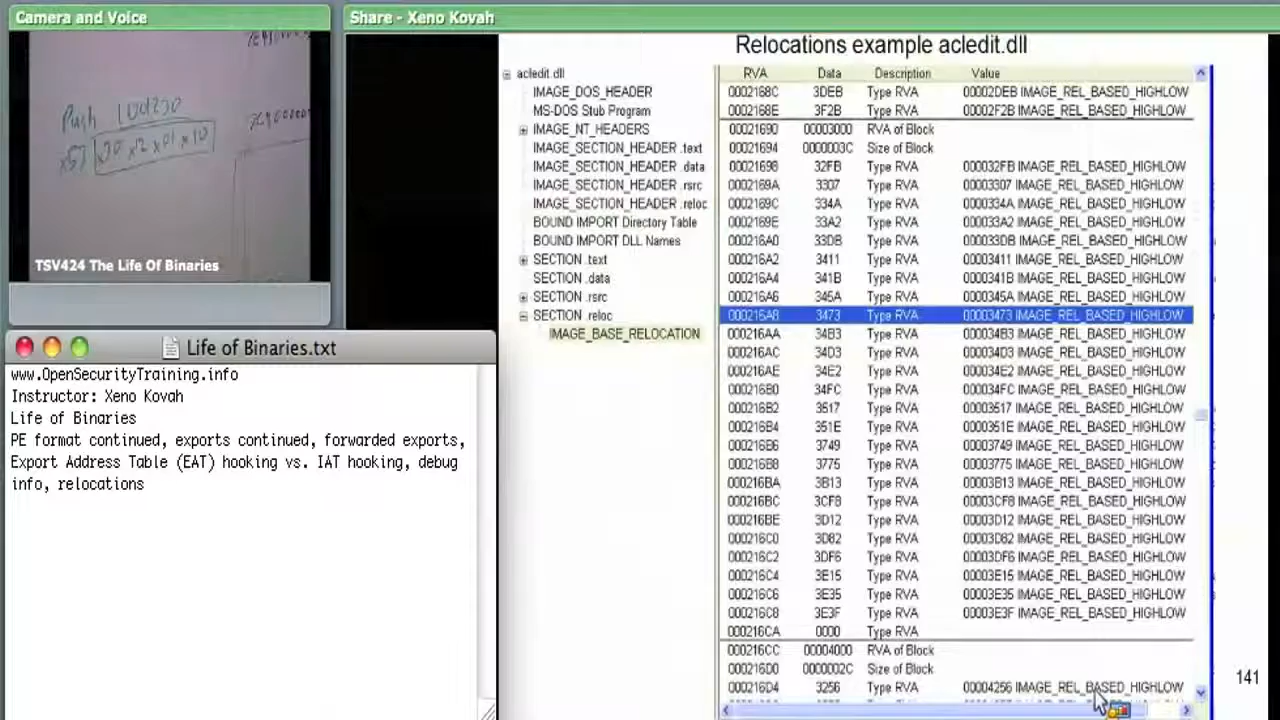 Camera and Voice
Share - Xeno Kovah
Push
TSV424 The Life Of Binaries
Life of Binaries.txt
www.OpenSecurityTraining.info
Instructor: Xeno Kovah
Life of Binaries
PE format continued, exports continued, forwarded exports,
Export Address Table (EAT) hooking vs. IAT hooking, debug
info, relocations
Relocations example acledit.dll
acledit.dll
IMAGE_DOS_HEADER
MS-DOS Stub Program
IMAGE_NT_HEADERS
IMAGE_SECTION_HEADER .text
IMAGE_SECTION_HEADER .data
IMAGE_SECTION_HEADER .rsrc
IMAGE_SECTION_HEADER .reloc
BOUND IMPORT Directory Table
BOUND IMPORT DLL Names
SECTION .text
SECTION .data
SECTION .rsrc
SECTION .reloc
IMAGE_BASE_RELOCATION
RVA Data Description Value
0002168C 3DEB Type RVA 00002DEB IMAGE_REL_BASED_HIGHLOW
0002168E 3F2B Type RVA 00002F2B IMAGE_REL_BASED_HIGHLOW
00021690 00003000 RVA of Block
00021694 0000003C Size of Block
00021698 32FB Type RVA 000032FB IMAGE_REL_BASED_HIGHLOW
0002169A 3307 Type RVA 00003307 IMAGE_REL_BASED_HIGHLOW
0002169C 334A Type RVA 0000334A IMAGE_REL_BASED_HIGHLOW
0002169E 33A2 Type RVA 000033A2 IMAGE_REL_BASED_HIGHLOW
000216A0 33DB Type RVA 000033DB IMAGE_REL_BASED_HIGHLOW
000216A2 3411 Type RVA 00003411 IMAGE_REL_BASED_HIGHLOW
000216A4 341B Type RVA 0000341B IMAGE_REL_BASED_HIGHLOW
000216A6 345A Type RVA 0000345A IMAGE_REL_BASED_HIGHLOW
000216A8 3473 Type RVA 00003473 IMAGE_REL_BASED_HIGHLOW
000216AA 34B3 Type RVA 000034B3 IMAGE_REL_BASED_HIGHLOW
000216AC 34D3 Type RVA 000034D3 IMAGE_REL_BASED_HIGHLOW
000216AE 34E2 Type RVA 000034E2 IMAGE_REL_BASED_HIGHLOW
000216B0 34FC Type RVA 000034FC IMAGE_REL_BASED_HIGHLOW
000216B2 3517 Type RVA 00003517 IMAGE_REL_BASED_HIGHLOW
000216B4 351E Type RVA 0000351E IMAGE_REL_BASED_HIGHLOW
000216B6 3749 Type RVA 00003749 IMAGE_REL_BASED_HIGHLOW
000216B8 3775 Type RVA 00003775 IMAGE_REL_BASED_HIGHLOW
000216BA 3B13 Type RVA 00003B13 IMAGE_REL_BASED_HIGHLOW
000216BC 3CF8 Type RVA 00003CF8 IMAGE_REL_BASED_HIGHLOW
000216BE 3D12 Type RVA 00003D12 IMAGE_REL_BASED_HIGHLOW
000216C0 3D82 Type RVA 00003D82 IMAGE_REL_BASED_HIGHLOW
000216C2 3DF6 Type RVA 00003DF6 IMAGE_REL_BASED_HIGHLOW
000216C4 3E15 Type RVA 00003E15 IMAGE_REL_BASED_HIGHLOW
000216C6 3E35 Type RVA 00003E35 IMAGE_REL_BASED_HIGHLOW
000216C8 3E3F Type RVA 00003E3F IMAGE_REL_BASED_HIGHLOW
000216CA 0000 Type RVA
000216CC 00004000 RVA of Block
000216D0 0000002C Size of Block
000216D4 3256 Type RVA 00004256 IMAGE_REL_BASED_HIGHLOW
141